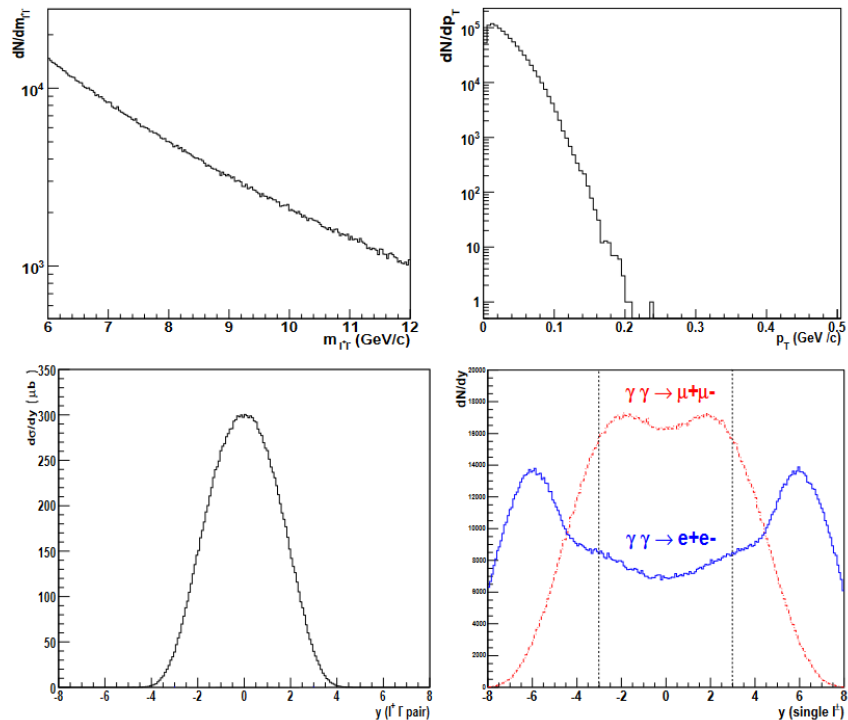 dN/dm_l+l-
10^4
10^3
6 7 8 9 10 11 12
m_l+l- (GeV/c)
dN/dp_T
10^5
10^4
10^3
10^2
10
1
0 0.1 0.2 0.3 0.4 0.5
p_T (GeV /c)
dσ/dy (μb)
350
300
250
200
150
100
50
0
-8 -6 -4 -2 0 2 4 6 8
y (l+ l- pair)
dN/dy
20000
18000
16000
14000
12000
10000
8000
6000
4000
2000
0
γ γ → μ+μ-
γ γ → e+e-
-8 -6 -4 -2 0 2 4 6 8
y (single l±)